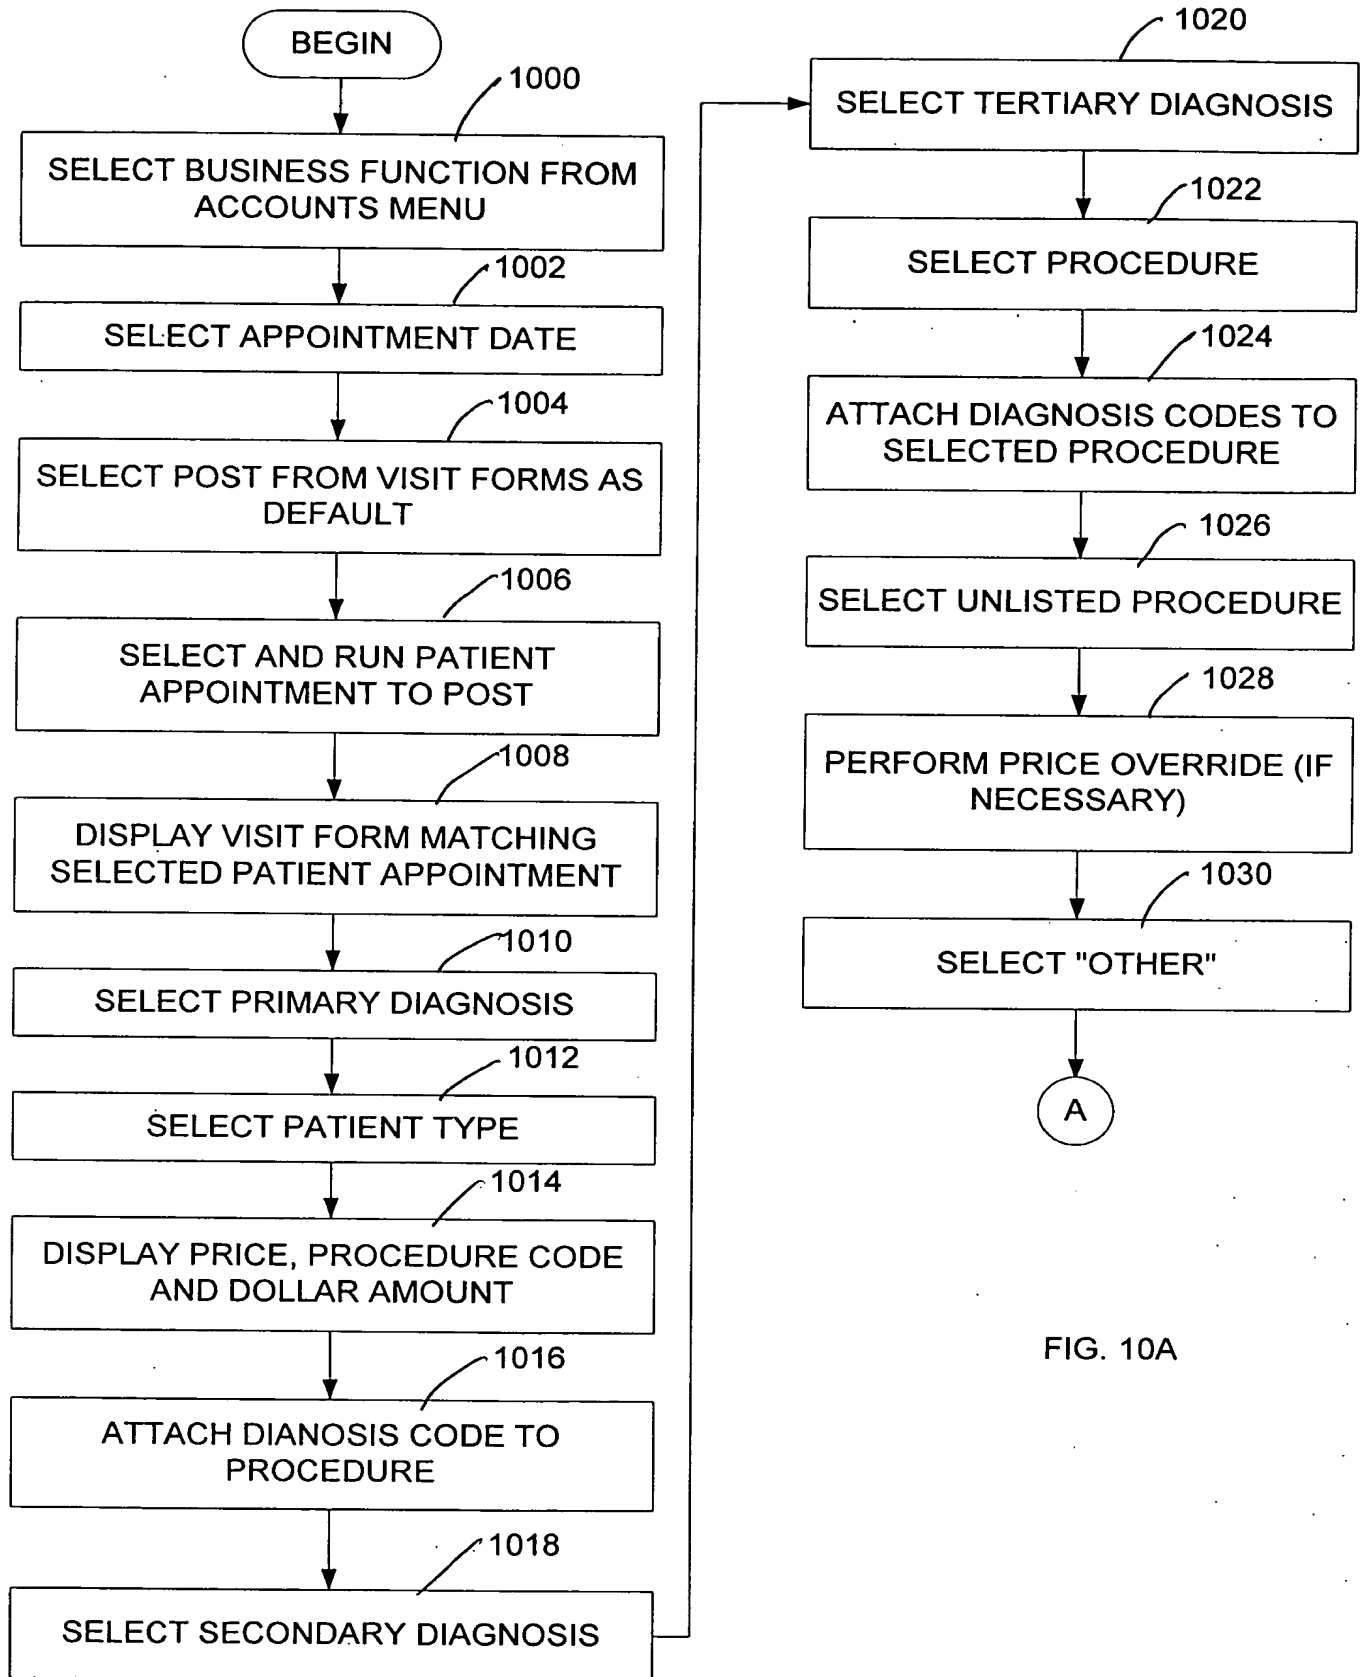 BEGIN
1000
SELECT BUSINESS FUNCTION FROM
ACCOUNTS MENU
1002
SELECT APPOINTMENT DATE
1004
SELECT POST FROM VISIT FORMS AS
DEFAULT
1006
SELECT AND RUN PATIENT
APPOINTMENT TO POST
1008
DISPLAY VISIT FORM MATCHING
SELECTED PATIENT APPOINTMENT
1010
SELECT PRIMARY DIAGNOSIS
1012
SELECT PATIENT TYPE
1014
DISPLAY PRICE, PROCEDURE CODE
AND DOLLAR AMOUNT
1016
ATTACH DIANOSIS CODE TO
PROCEDURE
1018
SELECT SECONDARY DIAGNOSIS
1020
SELECT TERTIARY DIAGNOSIS
1022
SELECT PROCEDURE
1024
ATTACH DIAGNOSIS CODES TO
SELECTED PROCEDURE
1026
SELECT UNLISTED PROCEDURE
1028
PERFORM PRICE OVERRIDE (IF
NECESSARY)
1030
SELECT "OTHER"
A
FIG. 10A